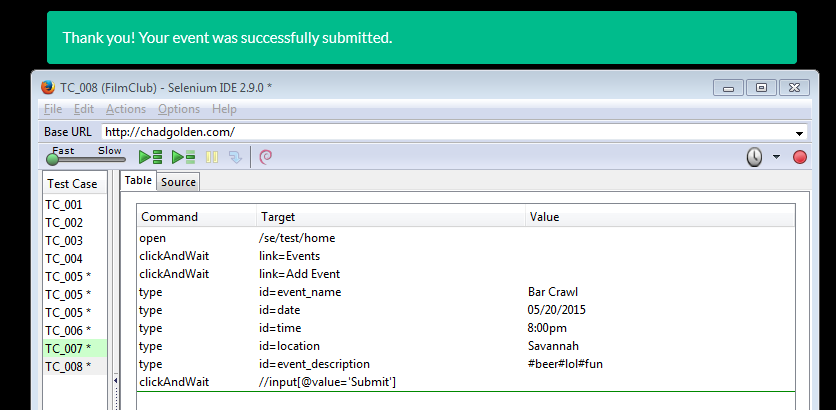 Thank you! Your event was successfully submitted.
TC_008 (FilmClub) - Selenium IDE 2.9.0 *
File Edit Actions Options Help
Base URL http://chadgolden.com/
Fast Slow
Test Case Table Source
Command Target Value
TC_001
TC_002
TC_003
TC_004
TC_005 *
TC_005 *
TC_005 *
TC_006 *
TC_007 *
TC_008 *
open /se/test/home
clickAndWait link=Events
clickAndWait link=Add Event
type id=event_name Bar Crawl
type id=date 05/20/2015
type id=time 8:00pm
type id=location Savannah
type id=event_description #beer#lol#fun
clickAndWait //input[@value='Submit']